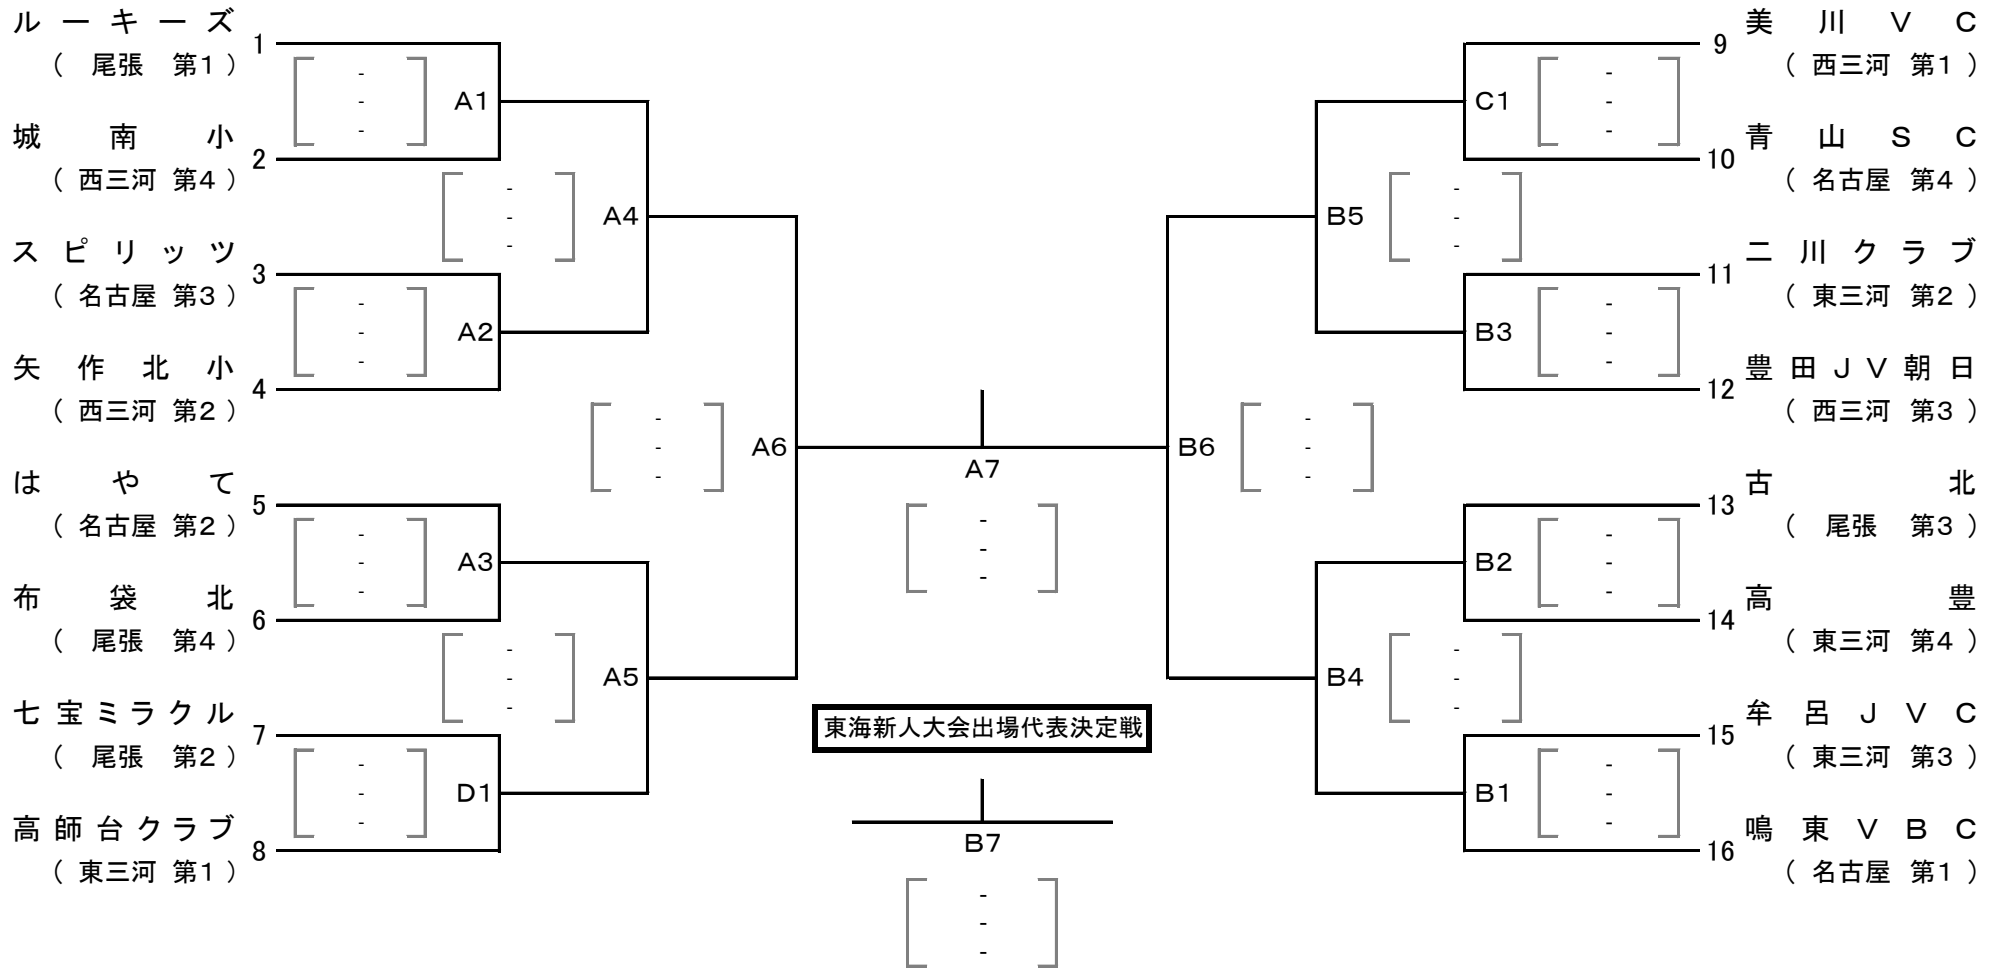 ルーキーズ
1
（ 尾張 第1 ）
A1
城南小
2
（ 西三河 第4 ）
A4
スピリッツ
3
（ 名古屋 第3 ）
A2
矢作北小
4
（ 西三河 第2 ）
A6
はやて
5
（ 名古屋 第2 ）
A3
布袋北
6
（ 尾張 第4 ）
A5
七宝ミラクル
7
（ 尾張 第2 ）
D1
高師台クラブ
8
（ 東三河 第1 ）
A7
東海新人大会出場代表決定戦
B7
9
美川VC
（ 西三河 第1 ）
C1
10
青山SC
（ 名古屋 第4 ）
B5
11
二川クラブ
（ 東三河 第2 ）
B3
12
豊田JV朝日
（ 西三河 第3 ）
B6
13
古北
（ 尾張 第3 ）
B2
14
高豊
（ 東三河 第4 ）
B4
15
牟呂JVC
（ 東三河 第3 ）
B1
16
鳴東VBC
（ 名古屋 第1 ）